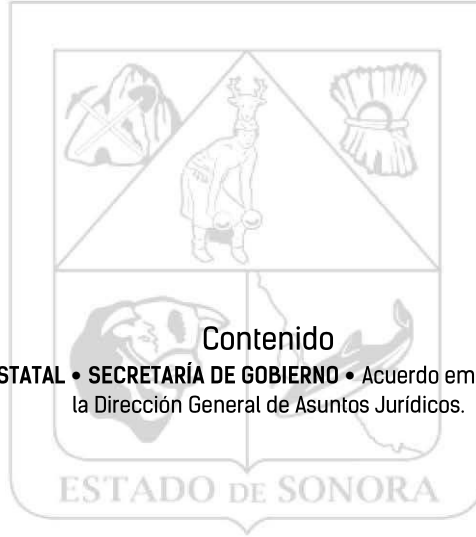 Contenido
STATAL • SECRETARÍA DE GOBIERNO • Acuerdo em
la Dirección General de Asuntos Jurídicos.
ESTADO DE SONORA